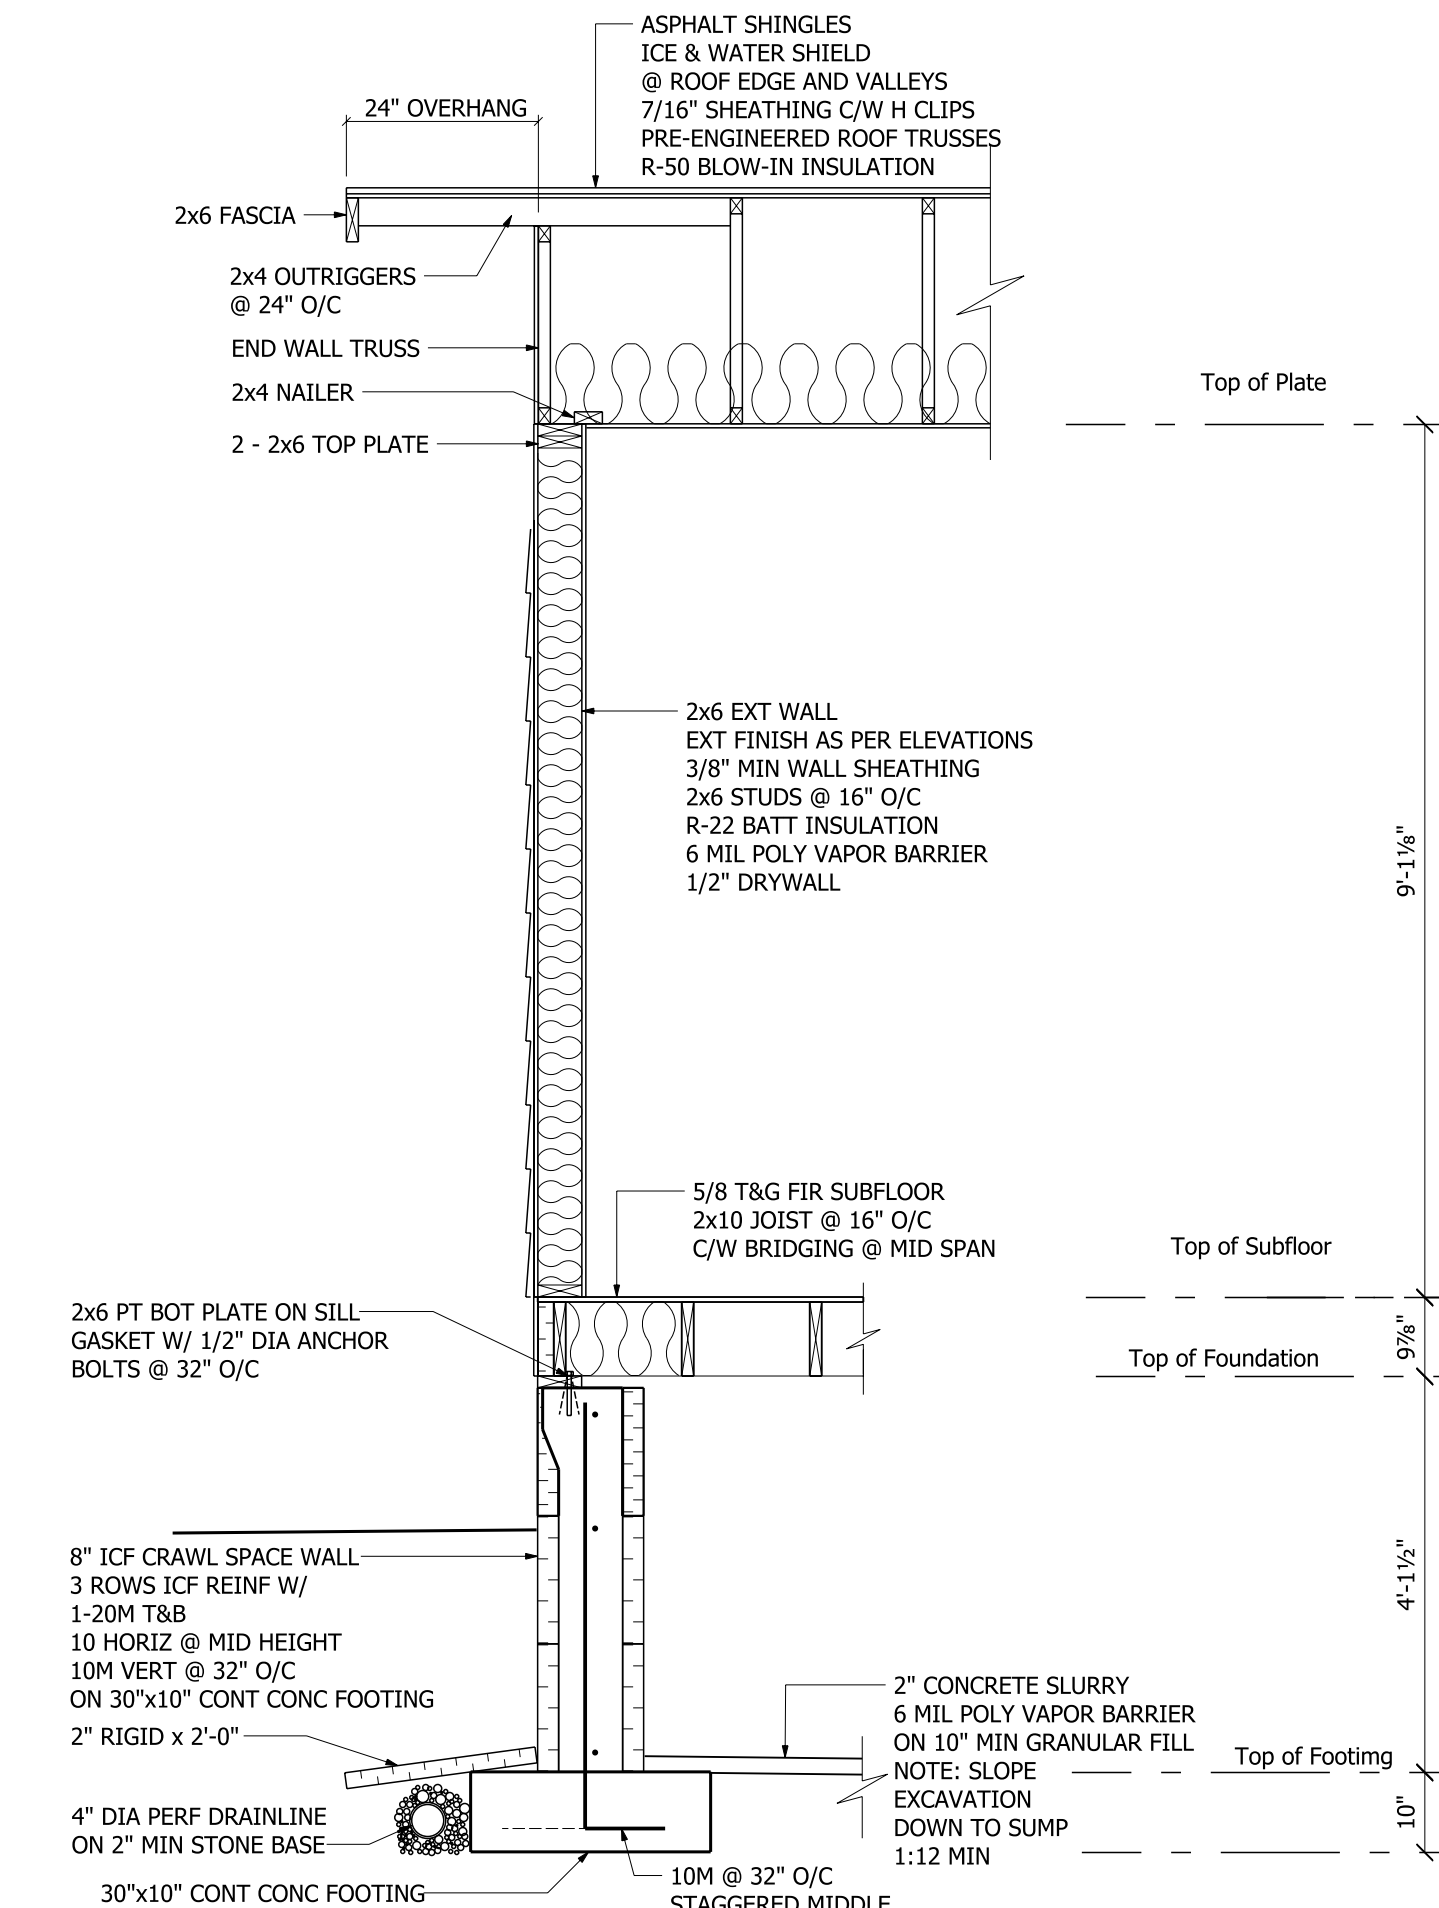 ASPHALT SHINGLES
ICE & WATER SHIELD
@ ROOF EDGE AND VALLEYS
7/16" SHEATHING C/W H CLIPS
PRE-ENGINEERED ROOF TRUSSES
R-50 BLOW-IN INSULATION
24" OVERHANG
2x6 FASCIA
2x4 OUTRIGGERS
@ 24" O/C
END WALL TRUSS
2x4 NAILER
2 - 2x6 TOP PLATE
Top of Plate
2x6 EXT WALL
EXT FINISH AS PER ELEVATIONS
3/8" MIN WALL SHEATHING
2x6 STUDS @ 16" O/C
R-22 BATT INSULATION
6 MIL POLY VAPOR BARRIER
1/2" DRYWALL
9'-1⅛"
5/8 T&G FIR SUBFLOOR
2x10 JOIST @ 16" O/C
C/W BRIDGING @ MID SPAN
Top of Subfloor
2x6 PT BOT PLATE ON SILL
GASKET W/ 1/2" DIA ANCHOR
BOLTS @ 32" O/C
9⅞"
Top of Foundation
8" ICF CRAWL SPACE WALL
3 ROWS ICF REINF W/
1-20M T&B
10 HORIZ @ MID HEIGHT
10M VERT @ 32" O/C
ON 30"x10" CONT CONC FOOTING
4'-1½"
2" RIGID x 2'-0"
2" CONCRETE SLURRY
6 MIL POLY VAPOR BARRIER
ON 10" MIN GRANULAR FILL
NOTE: SLOPE
EXCAVATION
DOWN TO SUMP
1:12 MIN
Top of Footimg
10"
4" DIA PERF DRAINLINE
ON 2" MIN STONE BASE
30"x10" CONT CONC FOOTING
10M @ 32" O/C
STAGGERED MIDDLE